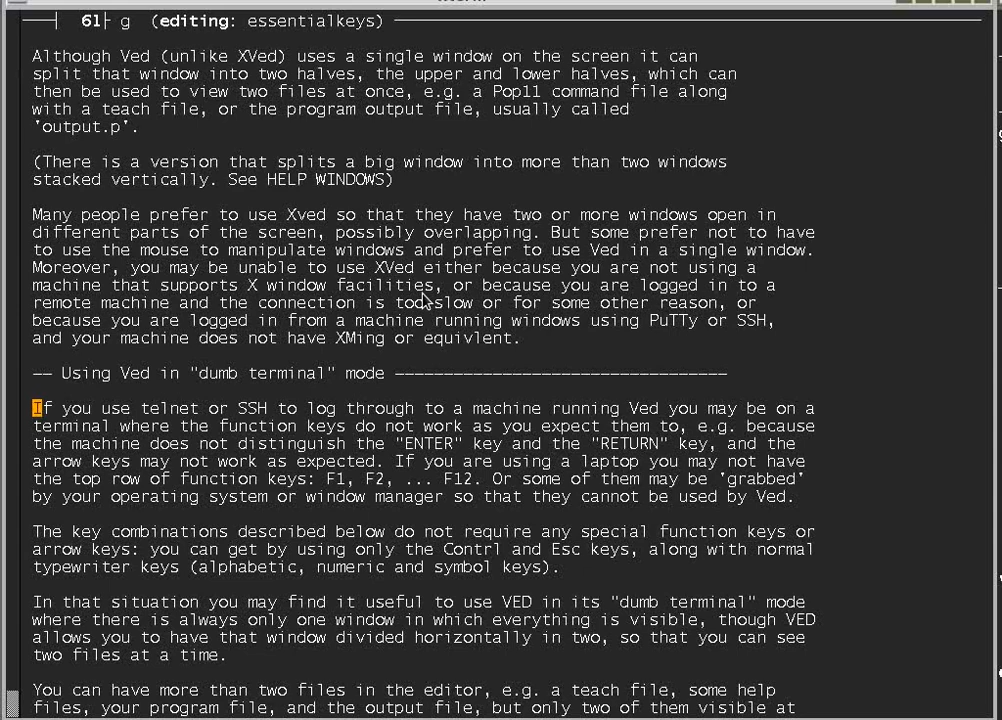 61 g (editing: essentialkeys)
Although Ved (unlike XVed) uses a single window on the screen it can
split that window into two halves, the upper and lower halves, which can
then be used to view two files at once, e.g. a Pop11 command file along
with a teach file, or the program output file, usually called
'output.p'.
(There is a version that splits a big window into more than two windows
stacked vertically. See HELP WINDOWS)
Many people prefer to use Xved so that they have two or more windows open in
different parts of the screen, possibly overlapping. But some prefer not to have
to use the mouse to manipulate windows and prefer to use Ved in a single window.
Moreover, you may be unable to use XVed either because you are not using a
machine that supports X window facilities, or because you are logged in to a
remote machine and the connection is too slow or for some other reason, or
because you are logged in from a machine running windows using PuTTy or SSH,
and your machine does not have XMing or equivlent.
-- Using Ved in "dumb terminal" mode ----------------------------------
If you use telnet or SSH to log through to a machine running Ved you may be on a
terminal where the function keys do not work as you expect them to, e.g. because
the machine does not distinguish the "ENTER" key and the "RETURN" key, and the
arrow keys may not work as expected. If you are using a laptop you may not have
the top row of function keys: F1, F2, ... F12. Or some of them may be 'grabbed'
by your operating system or window manager so that they cannot be used by Ved.
The key combinations described below do not require any special function keys or
arrow keys: you can get by using only the Contrl and Esc keys, along with normal
typewriter keys (alphabetic, numeric and symbol keys).
In that situation you may find it useful to use VED in its "dumb terminal" mode
where there is always only one window in which everything is visible, though VED
allows you to have that window divided horizontally in two, so that you can see
two files at a time.
You can have more than two files in the editor, e.g. a teach file, some help
files, your program file, and the output file, but only two of them visible at